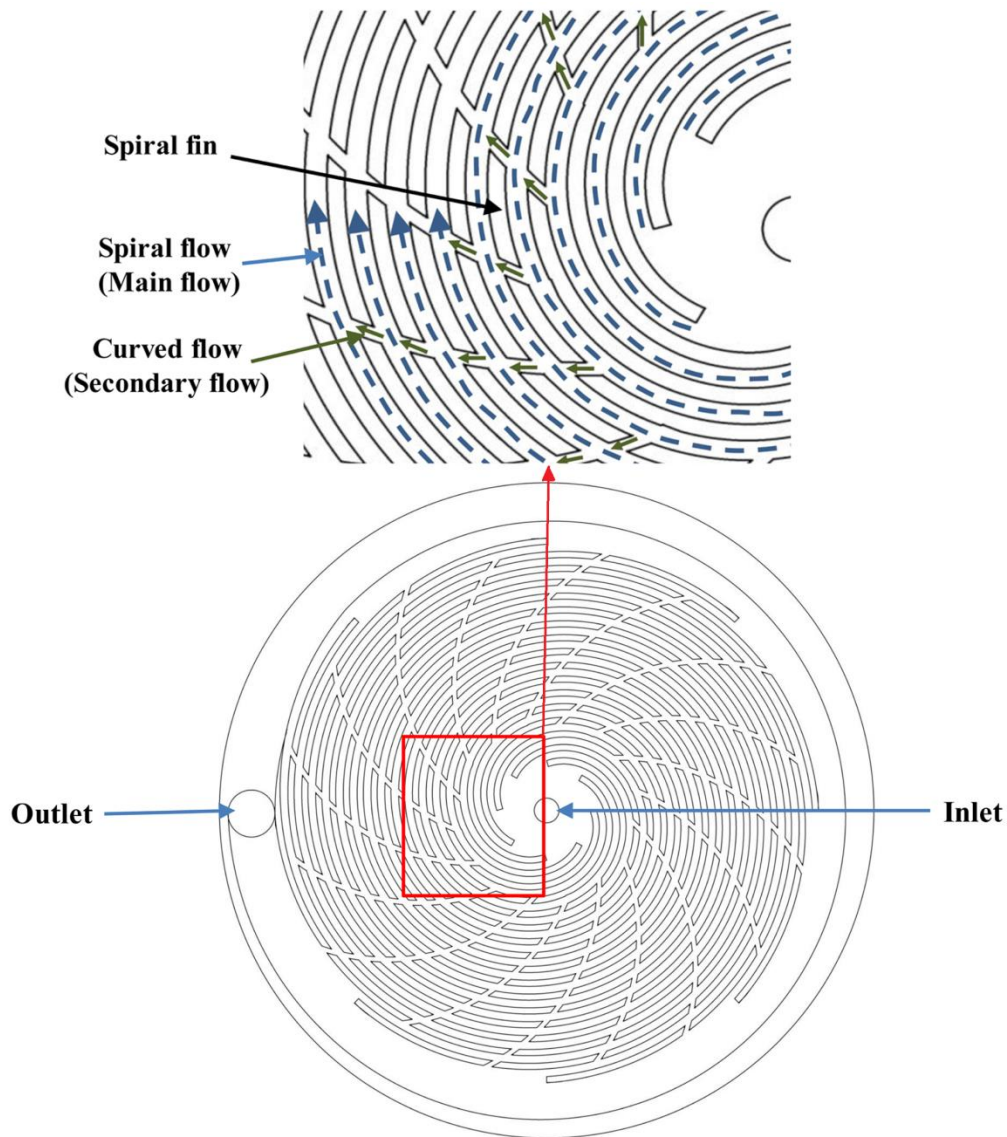 Spiral fin
Spiral flow
(Main flow)
Curved flow
(Secondary flow)
Outlet
Inlet